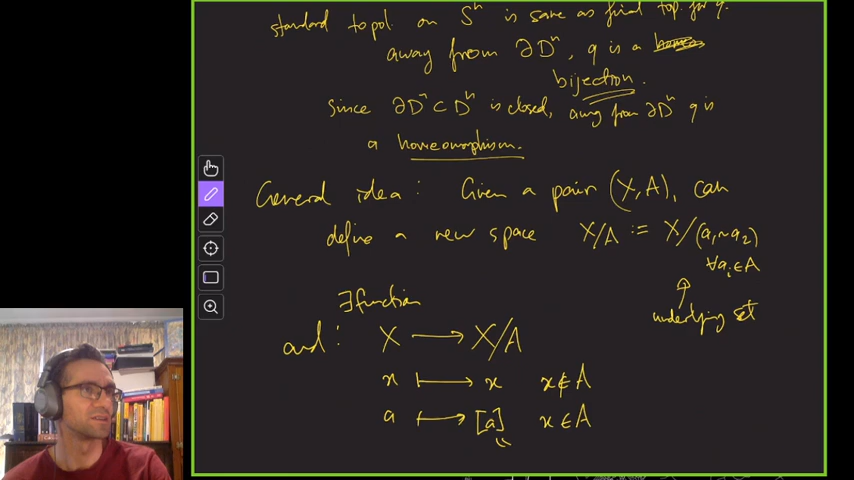 standard topol. on Sⁿ is same as final top. for q.
away from ∂Dⁿ, q is a
bijection.
Since ∂Dⁿ ⊂ Dⁿ is closed, away from ∂Dⁿ q is
a homeomorphism.
General idea: Given a pair (X,A), can
define a new space X/A := X/(a₁~a₂)
∀aᵢ∈A
underlying set
∃ function
and: X ⟶ X/A
x ⟼ x x∉A
a ⟼ [a] x∈A